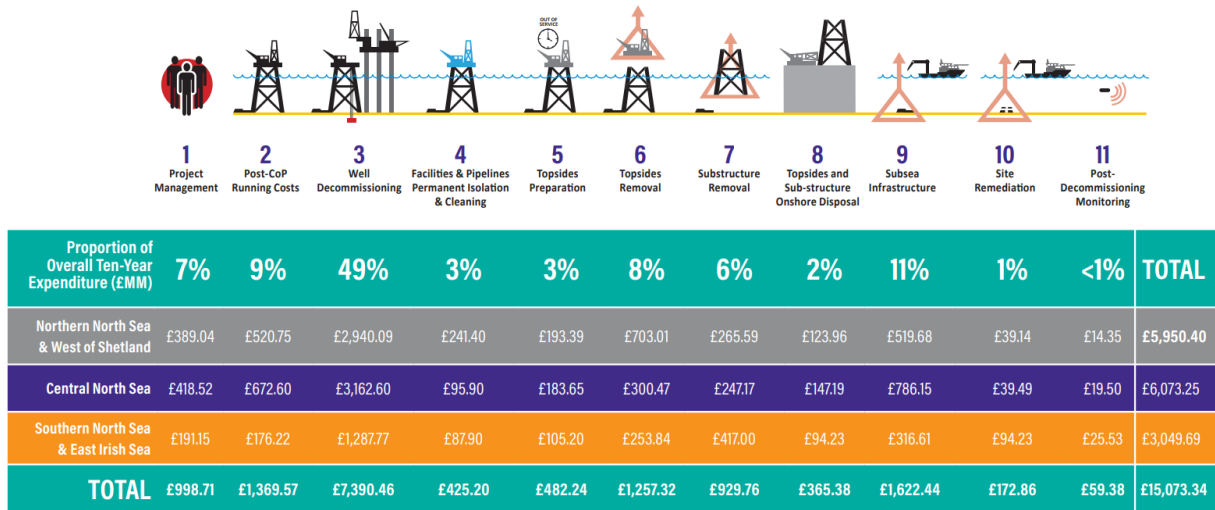 OUT OF
SERVICE
1
Project
Management
2
Post-CoP
Running Costs
3
Well
Decommissioning
4
Facilities & Pipelines
Permanent Isolation
& Cleaning
5
Topsides
Preparation
6
Topsides
Removal
7
Substructure
Removal
8
Topsides and
Sub-structure
Onshore Disposal
9
Subsea
Infrastructure
10
Site
Remediation
11
Post-
Decommissioning
Monitoring
Proportion of
Overall Ten-Year
Expenditure (£MM)
7% 9% 49% 3% 3% 8% 6% 2% 11% 1% <1% TOTAL
Northern North Sea
& West of Shetland
£389.04 £520.75 £2,940.09 £241.40 £193.39 £703.01 £265.59 £123.96 £519.68 £39.14 £14.35 £5,950.40
Central North Sea £418.52 £672.60 £3,162.60 £95.90 £183.65 £300.47 £247.17 £147.19 £786.15 £39.49 £19.50 £6,073.25
Southern North Sea
& East Irish Sea
£191.15 £176.22 £1,287.77 £87.90 £105.20 £253.84 £417.00 £94.23 £316.61 £94.23 £25.53 £3,049.69
TOTAL £998.71 £1,369.57 £7,390.46 £425.20 £482.24 £1,257.32 £929.76 £365.38 £1,622.44 £172.86 £59.38 £15,073.34